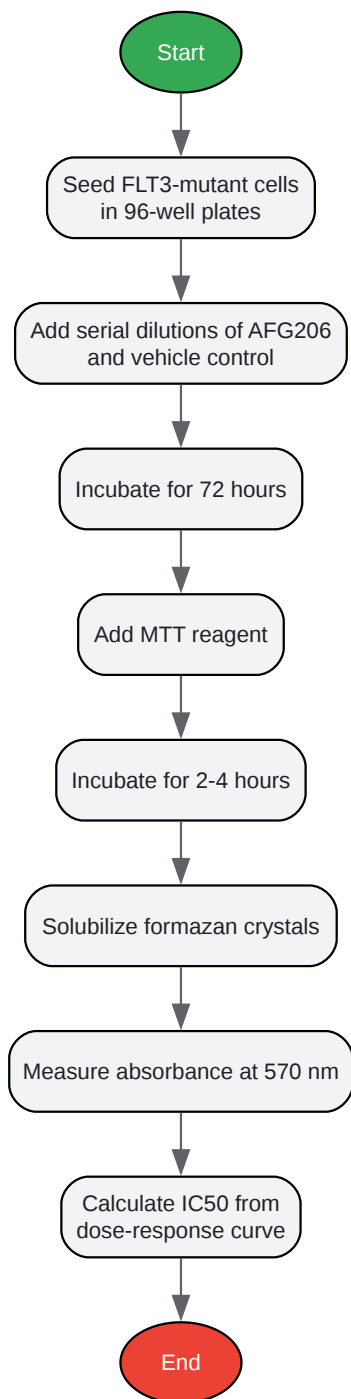 Start
Seed FLT3-mutant cells
in 96-well plates
Add serial dilutions of AFG206
and vehicle control
Incubate for 72 hours
Add MTT reagent
Incubate for 2-4 hours
Solubilize formazan crystals
Measure absorbance at 570 nm
Calculate IC50 from
dose-response curve
End